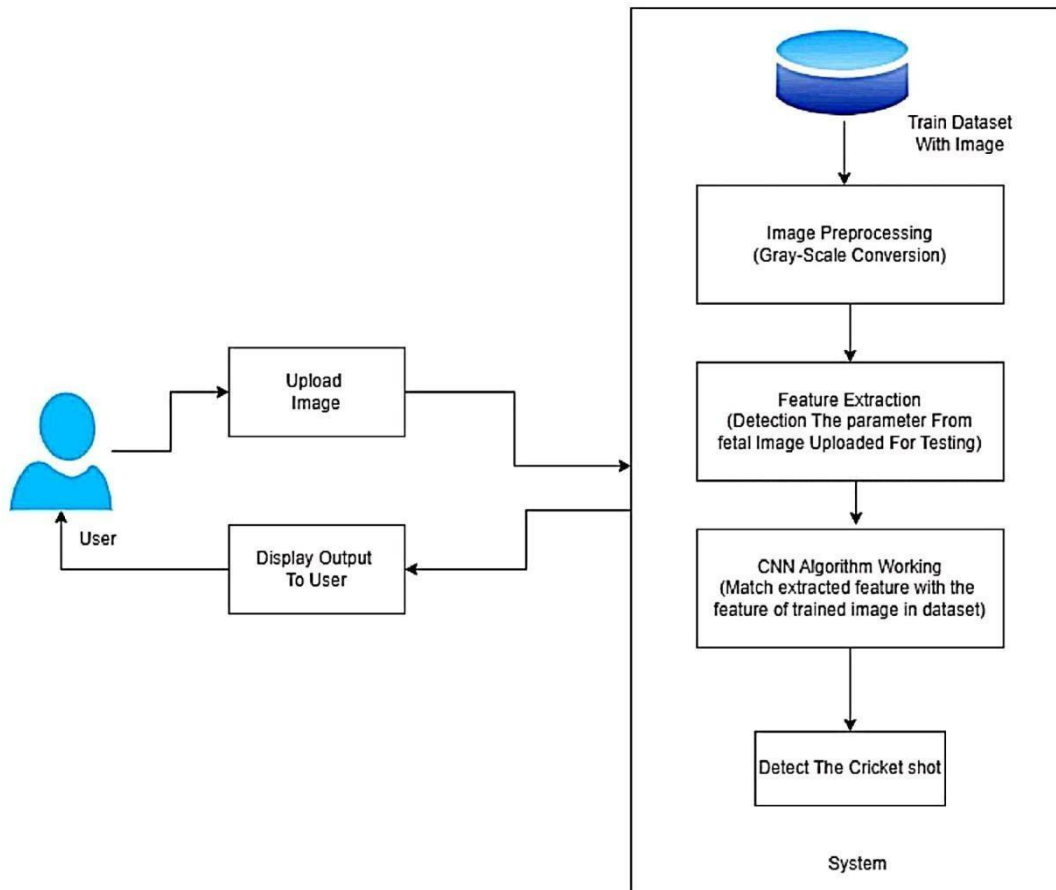 Train Dataset
With Image
Image Preprocessing
(Gray-Scale Conversion)
Upload
Image
Feature Extraction
(Detection The parameter From
fetal Image Uploaded For Testing)
User
Display Output
To User
CNN Algorithm Working
(Match extracted feature with the
feature of trained image in dataset)
Detect The Cricket shot
System